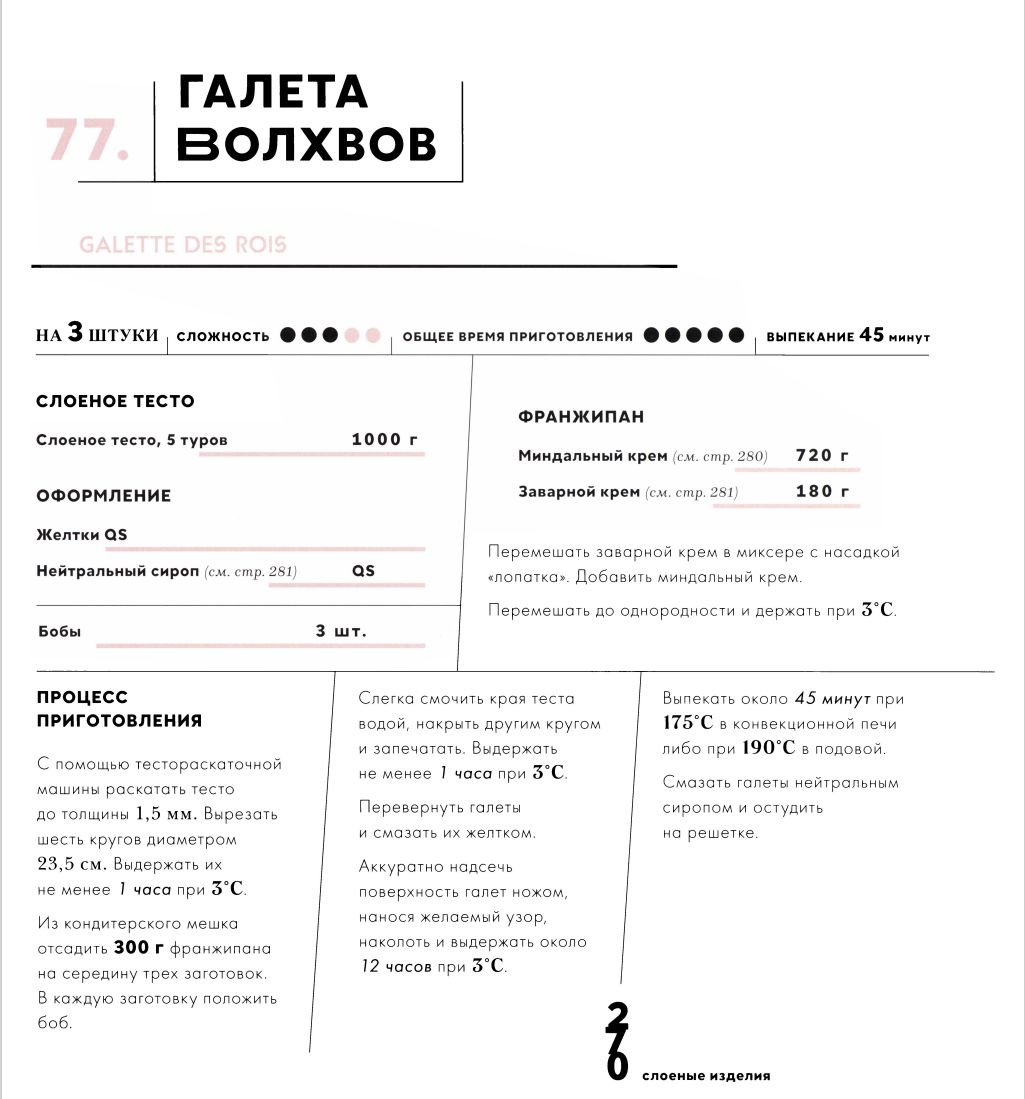 77.
ГАЛЕТА
ВОЛХВОВ
GALETTE DES ROIS
НА 3 ШТУКИ СЛОЖНОСТЬ ОБЩЕЕ ВРЕМЯ ПРИГОТОВЛЕНИЯ ВЫПЕКАНИЕ 45 минут
СЛОЕНОЕ ТЕСТО
Слоеное тесто, 5 туров 1000 г
ОФОРМЛЕНИЕ
Желтки QS
Нейтральный сироп (см. стр. 281) QS
Бобы 3 шт.
ФРАНЖИПАН
Миндальный крем (см. стр. 280) 720 г
Заварной крем (см. стр. 281) 180 г
Перемешать заварной крем в миксере с насадкой
«лопатка». Добавить миндальный крем.
Перемешать до однородности и держать при 3°C.
ПРОЦЕСС
ПРИГОТОВЛЕНИЯ
С помощью тестораскаточной
машины раскатать тесто
до толщины 1,5 мм. Вырезать
шесть кругов диаметром
23,5 см. Выдержать их
не менее 1 часа при 3°C.
Из кондитерского мешка
отсадить 300 г франжипана
на середину трех заготовок.
В каждую заготовку положить
боб.
Слегка смочить края теста
водой, накрыть другим кругом
и запечатать. Выдержать
не менее 1 часа при 3°C.
Перевернуть галеты
и смазать их желтком.
Аккуратно надсечь
поверхность галет ножом,
нанося желаемый узор,
наколоть и выдержать около
12 часов при 3°C.
Выпекать около 45 минут при
175°C в конвекционной печи
либо при 190°C в подовой.
Смазать галеты нейтральным
сиропом и остудить
на решетке.
270 слоеные изделия